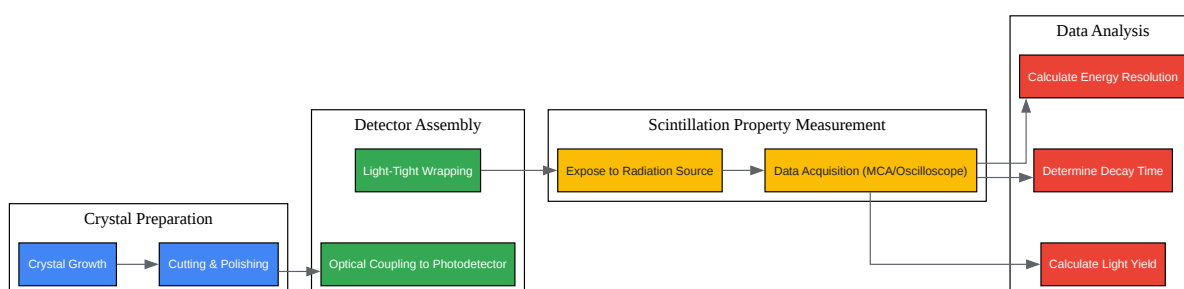 Crystal Preparation
Crystal Growth
Cutting & Polishing
Detector Assembly
Light-Tight Wrapping
Optical Coupling to Photodetector
Scintillation Property Measurement
Expose to Radiation Source
Data Acquisition (MCA/Oscilloscope)
Data Analysis
Calculate Energy Resolution
Determine Decay Time
Calculate Light Yield